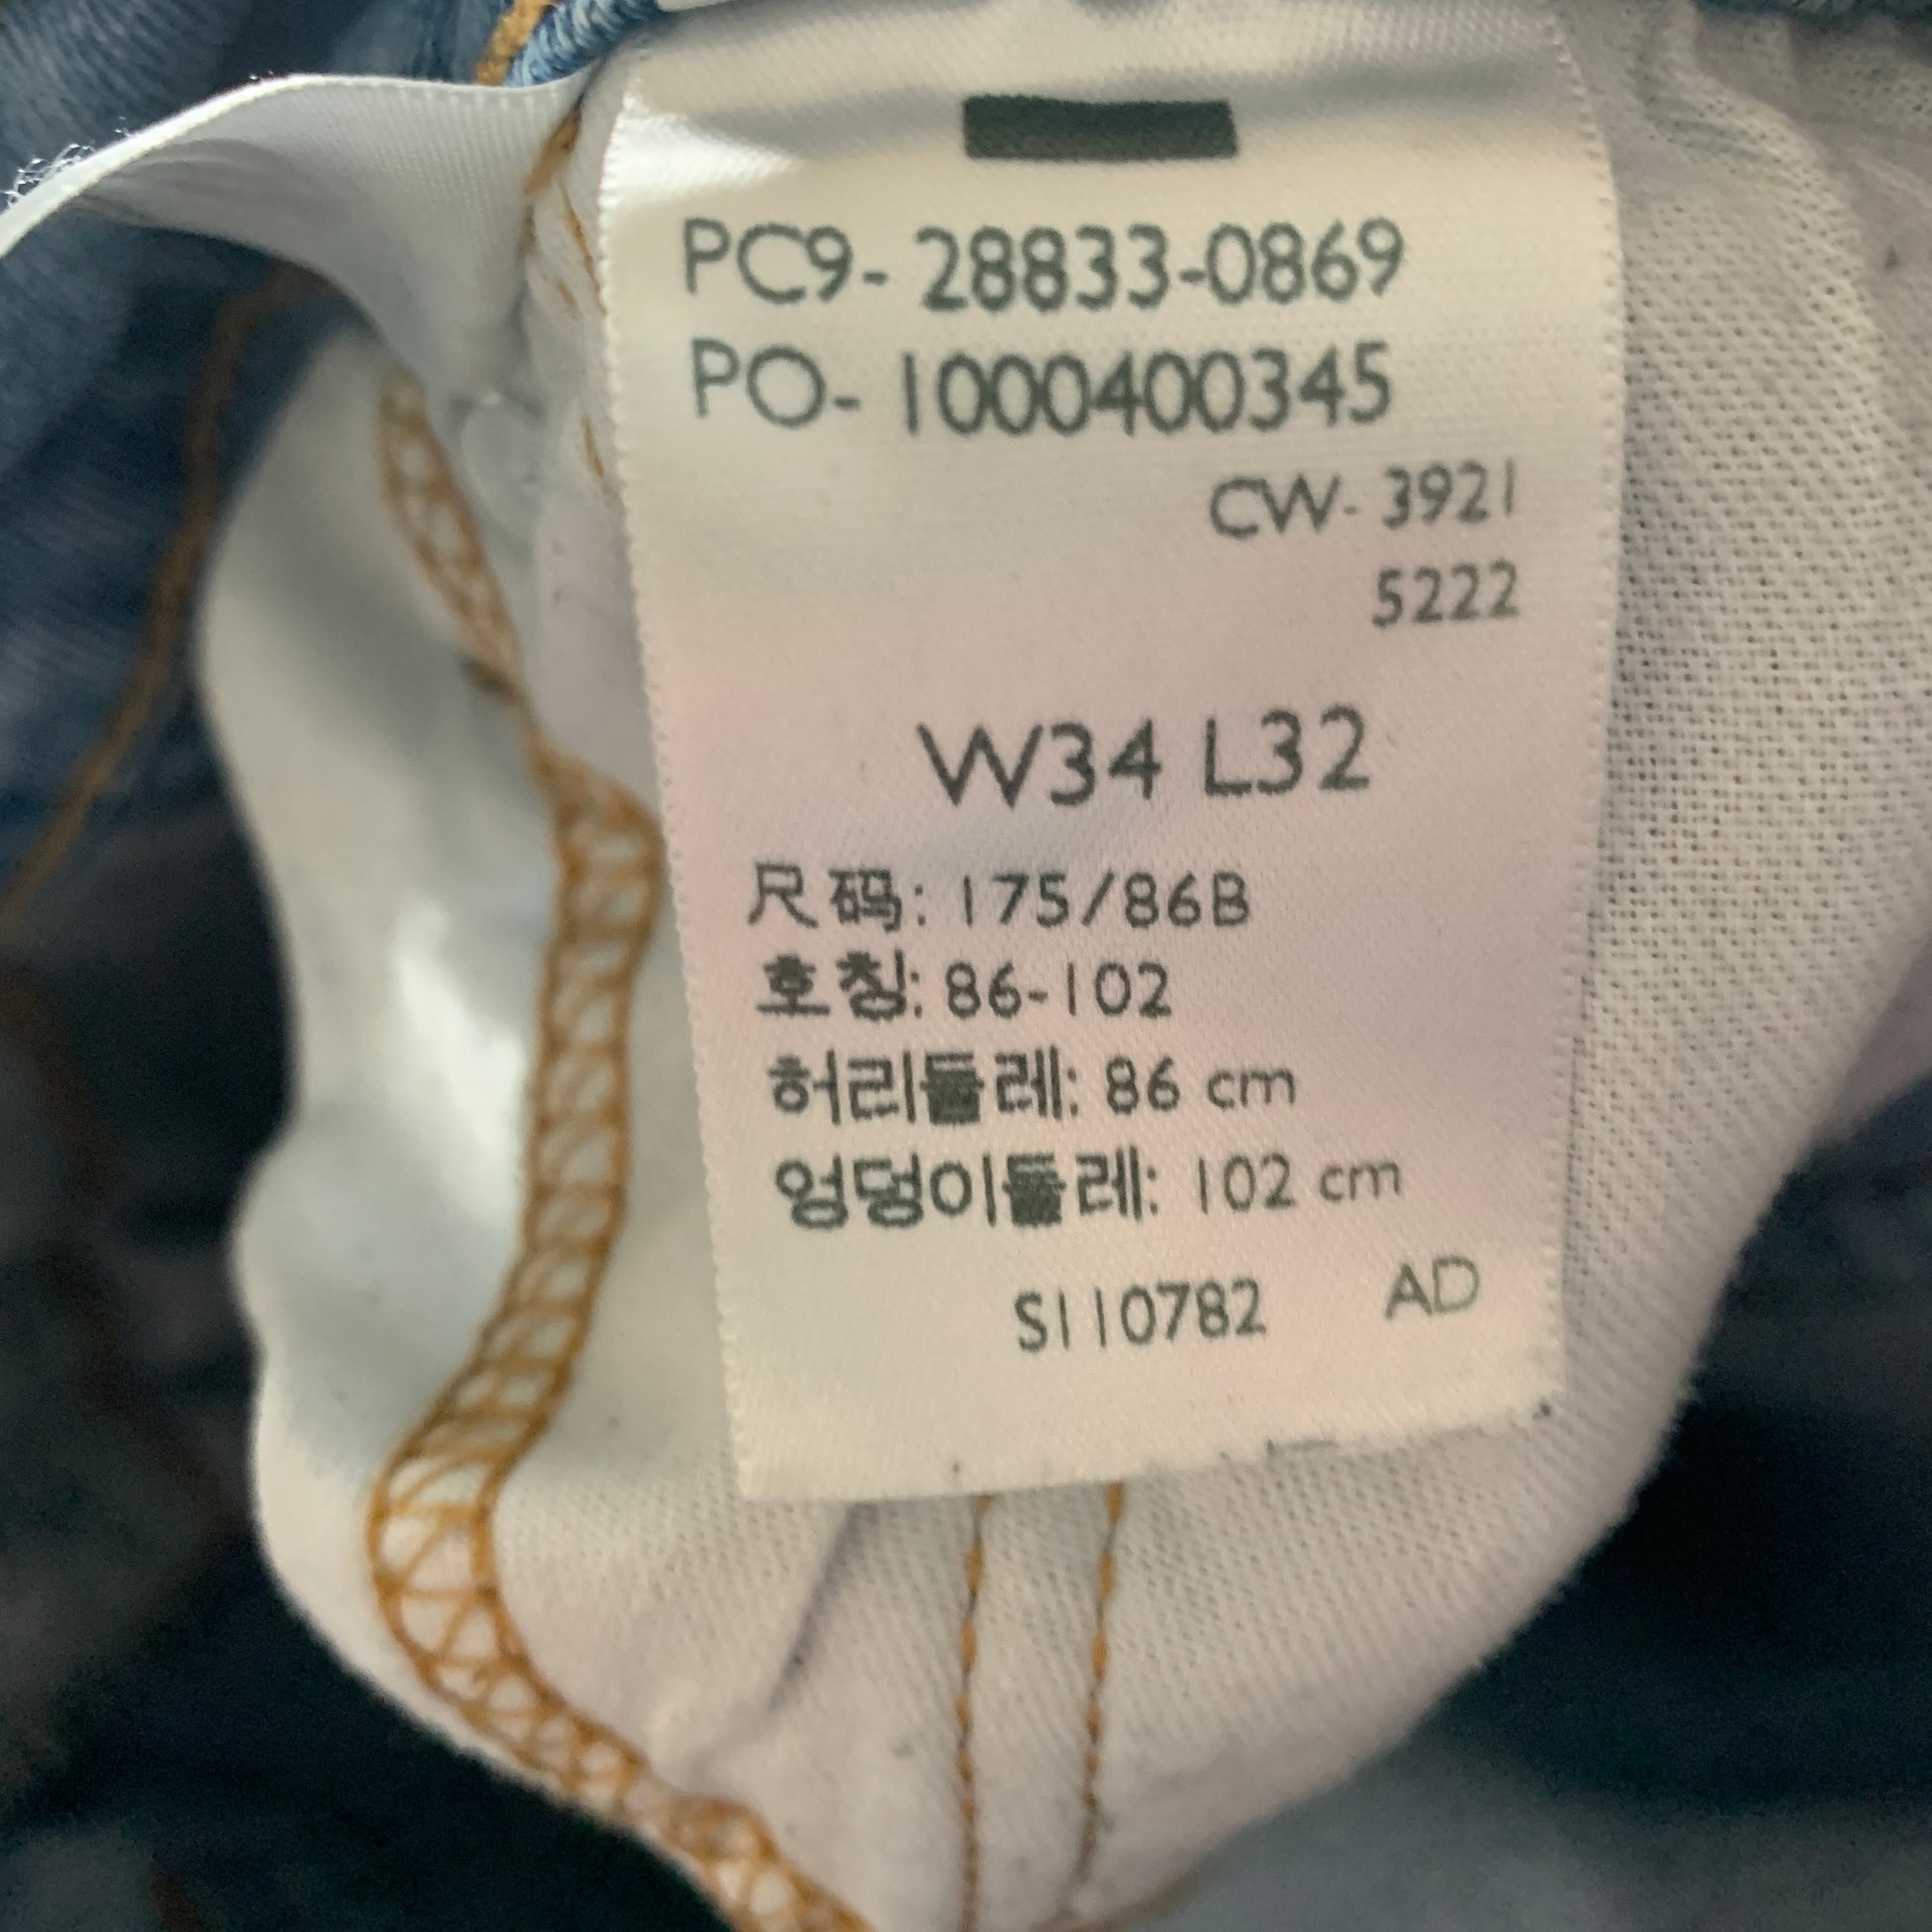 PC9- 28833-0869
PO- 1000400345
CW- 3921
5222
W34 L32
尺码: 175/86B
호칭: 86-102
허리둘레: 86 cm
엉덩이둘레: 102 cm
S110782 AD